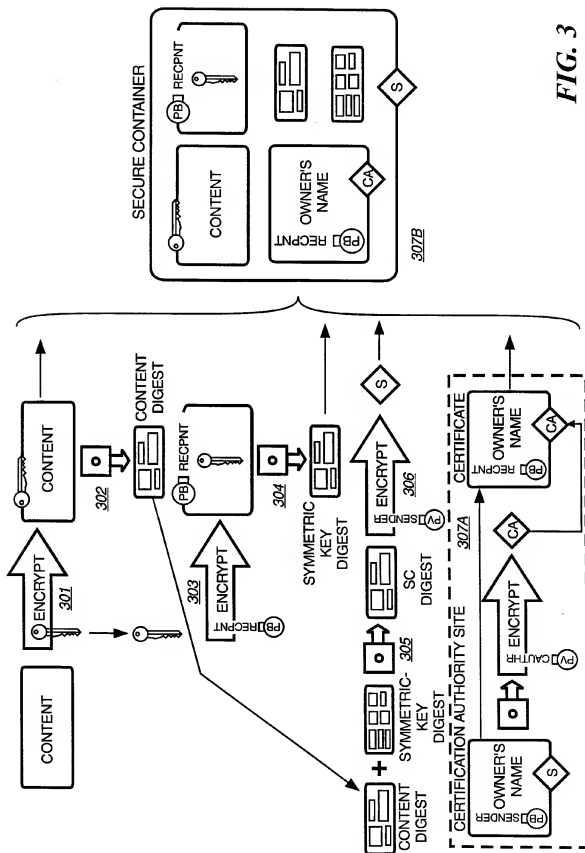 CONTENT
ENCRYPT
301
CONTENT
302
CONTENT
DIGEST
303
ENCRYPT
PB RECPNT
PB RECPNT
304
SYMMETRIC
KEY DIGEST
CONTENT
DIGEST
+
SYMMETRIC-
KEY
DIGEST
305
SC DIGEST
ENCRYPT
306
PV SENDER
S
CERTIFICATION AUTHORITY SITE
OWNER'S
NAME
PB SENDER
S
ENCRYPT
PV CAUTHR
CA
307A
CERTIFICATE
OWNER'S
NAME
PB RECPNT
CA
SECURE CONTAINER
CONTENT
PB RECPNT
OWNER'S
NAME
PB RECPNT
CA
S
307B
FIG. 3